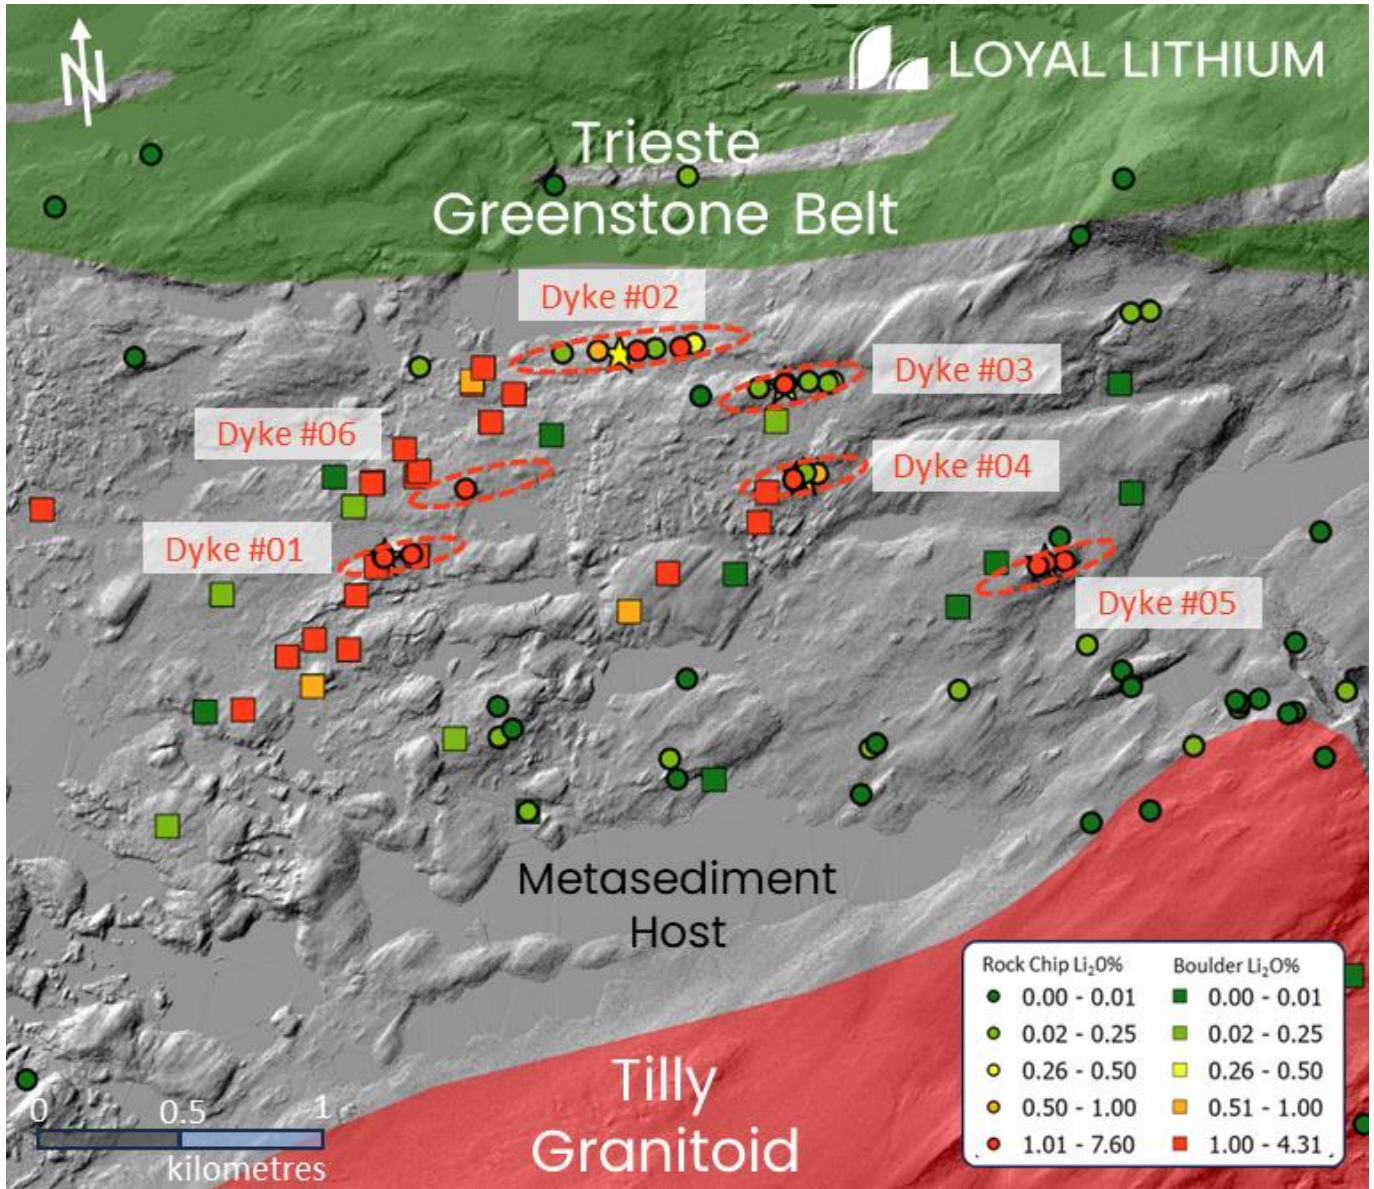 N
LOYAL LITHIUM
Trieste
Greenstone Belt
Dyke #02
Dyke #03
Dyke #06
Dyke #04
Dyke #01
Dyke #05
Metasediment
Host
Tilly
Granitoid
0 0.5 1
kilometres
Rock Chip Li₂O% Boulder Li₂O%
0.00 - 0.01 0.00 - 0.01
0.02 - 0.25 0.02 - 0.25
0.26 - 0.50 0.26 - 0.50
0.50 - 1.00 0.51 - 1.00
1.01 - 7.60 1.00 - 4.31